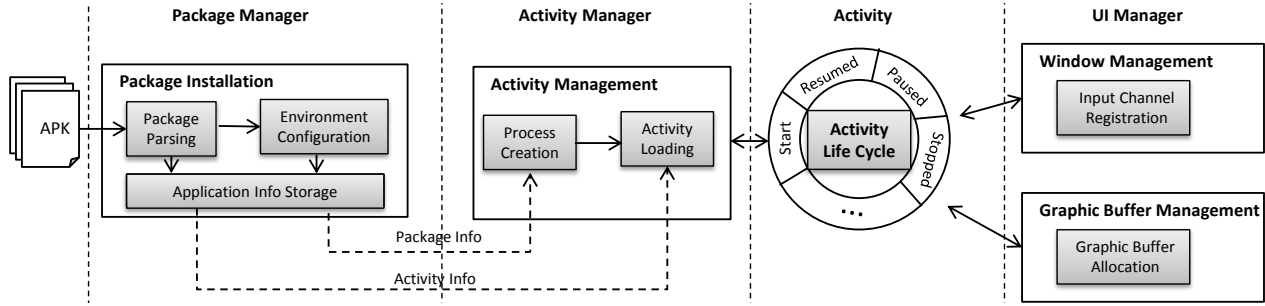 Package Manager
Activity Manager
Activity
UI Manager
APK
Package Installation
Package
Parsing
Environment
Configuration
Application Info Storage
Package Info
Activity Info
Activity Management
Process
Creation
Activity
Loading
Start
Resumed
Paused
Stopped
...
Activity
Life Cycle
Window Management
Input Channel
Registration
Graphic Buffer Management
Graphic Buffer
Allocation